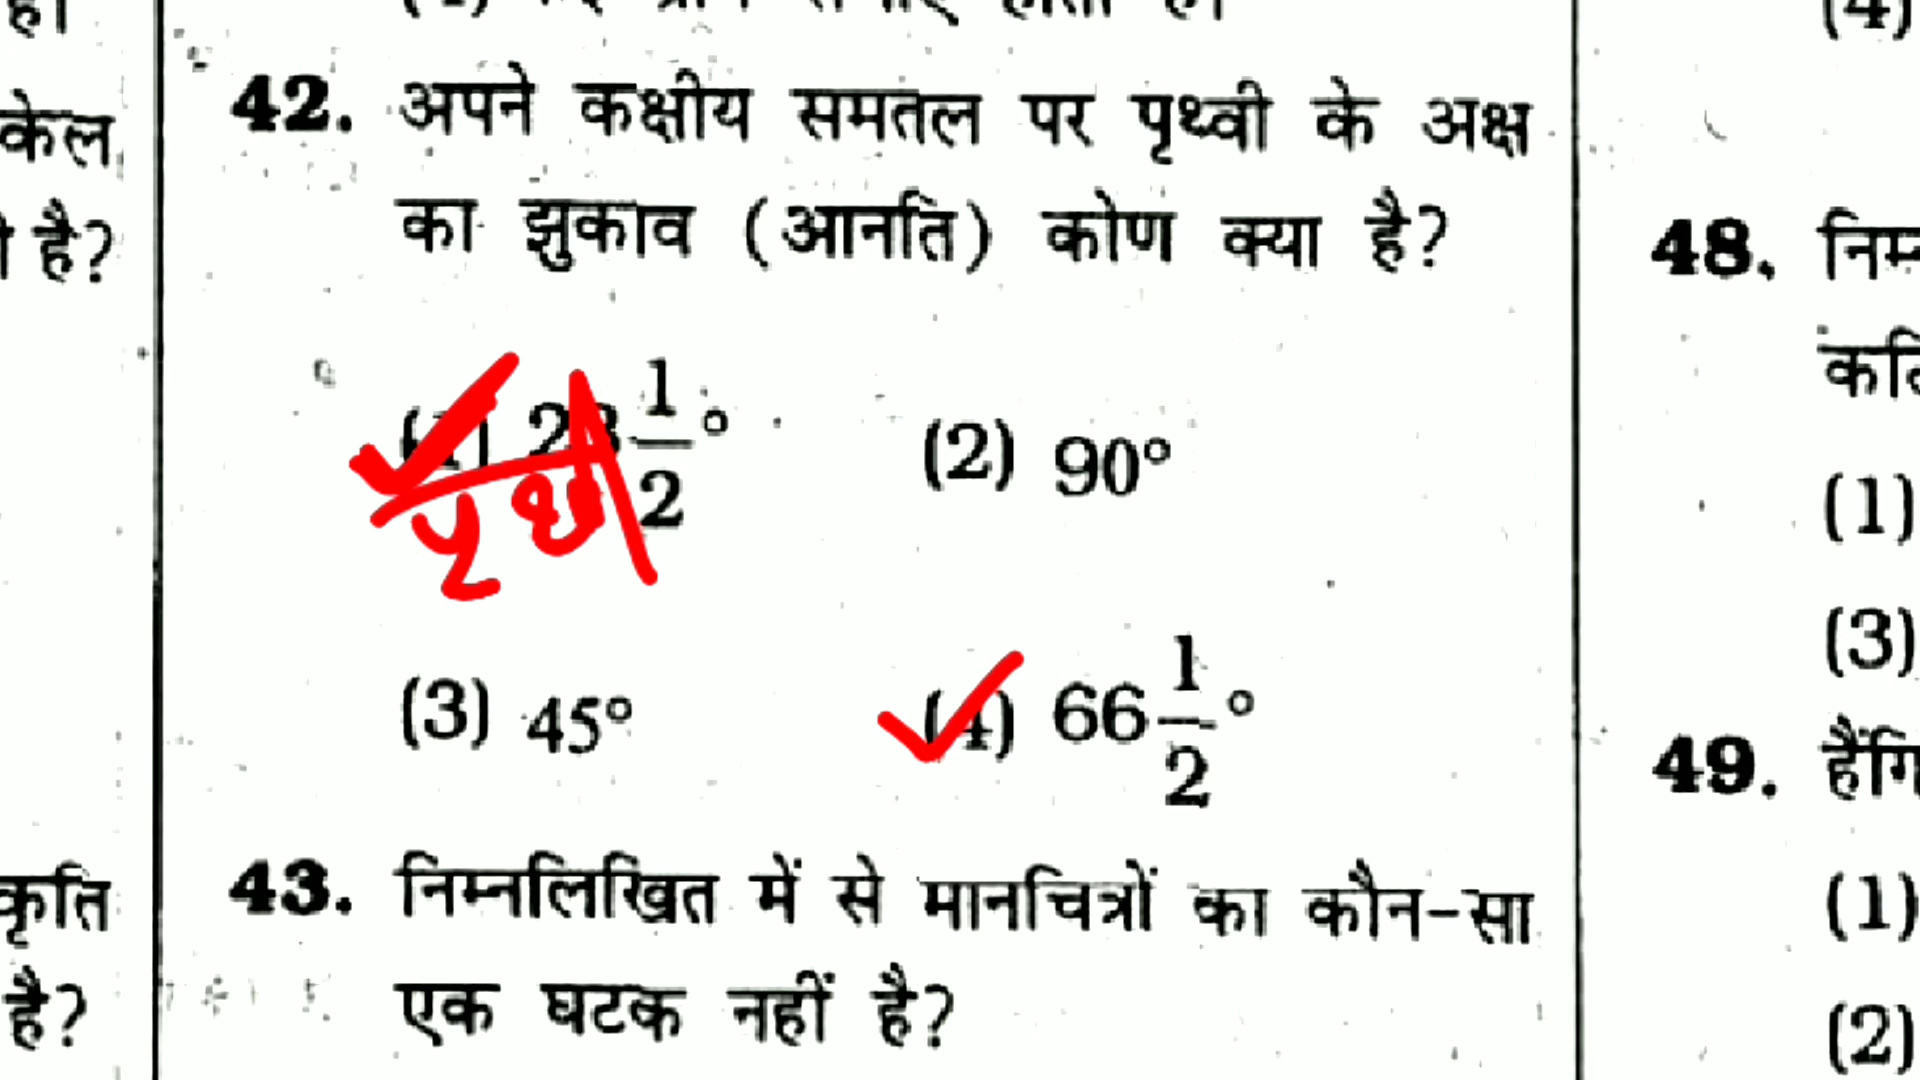 है।
(4)
केल
42. अपने कक्षीय समतल पर पृथ्वी के अक्ष
का झुकाव (आनति) कोण क्या है?
है?
(1) 23 1/2°
(2) 90°
(3) 45°
(4) 66 1/2°
43. निम्नलिखित में से मानचित्रों का कौन-सा
एक घटक नहीं है?
कृति
है?
48.
(1)
(3)
49.
(1)
(2)